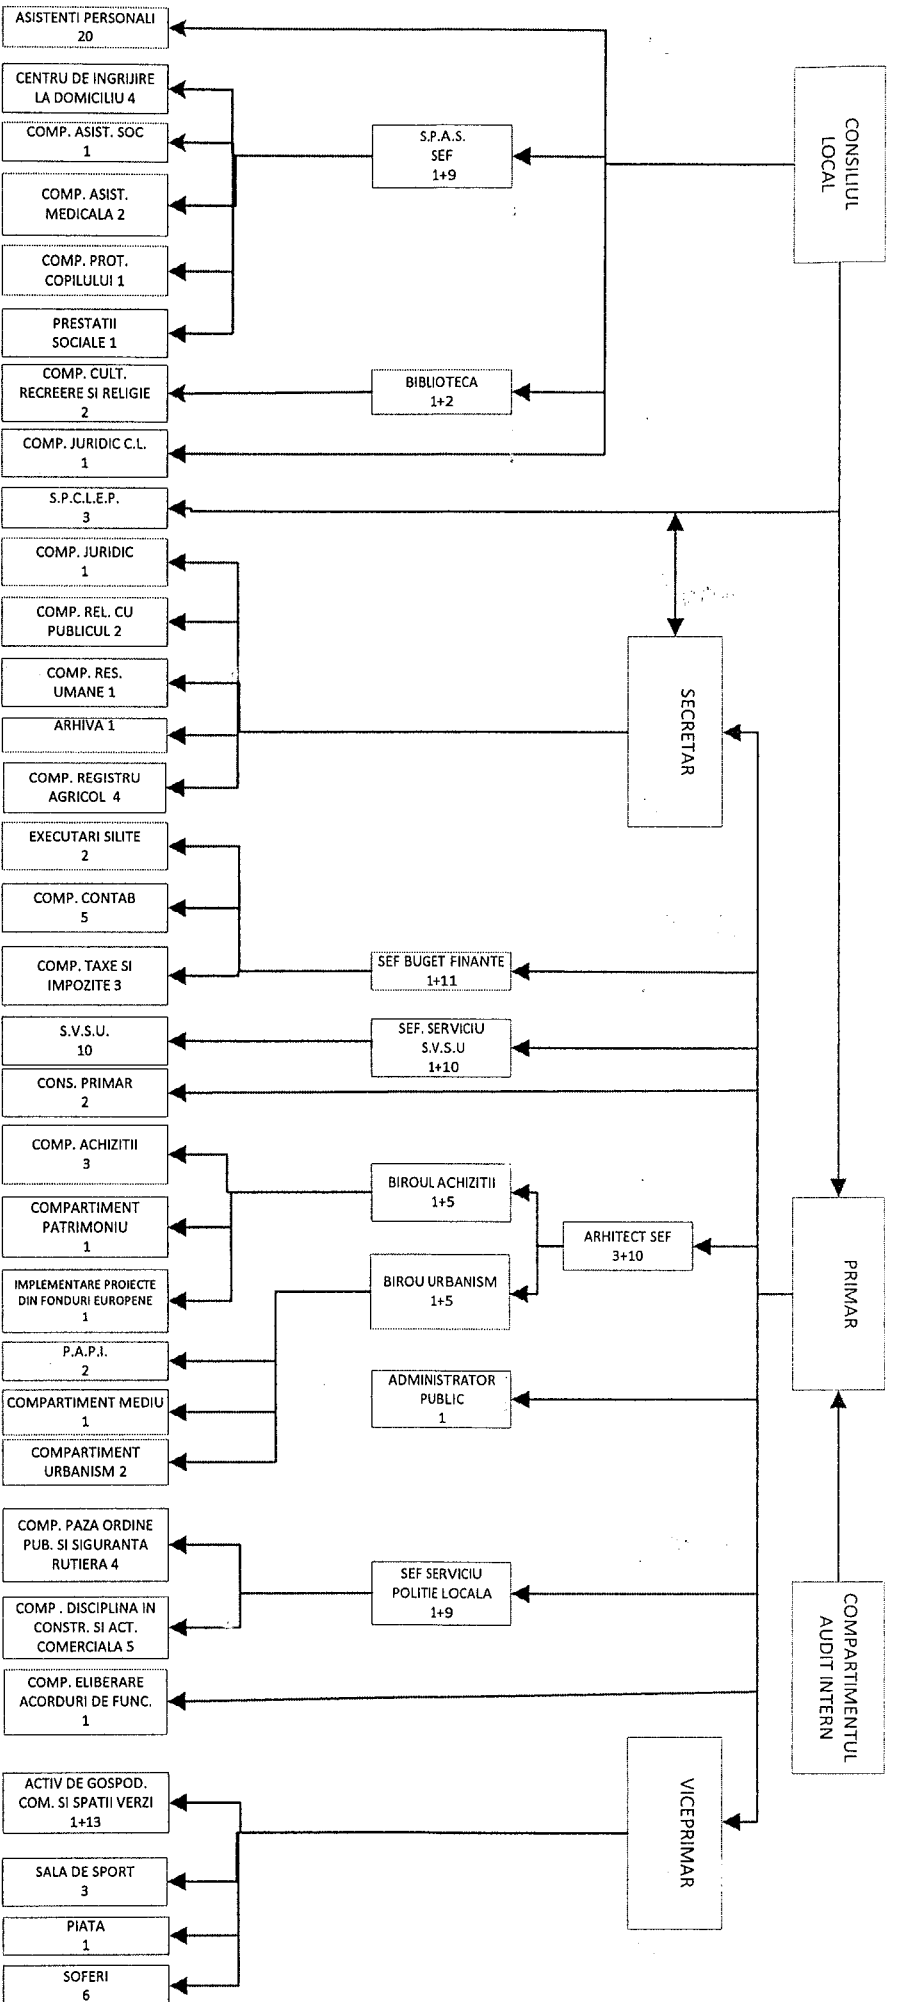 ASISTENTI PERSONALI
20
CENTRU DE INGRIJIRE
LA DOMICILIU 4
COMP. ASIST. SOC
1
COMP. ASIST.
MEDICALA 2
COMP. PROT.
COPILULUI 1
PRESTATII
SOCIALE 1
COMP. CULT.
RECREERE SI RELIGIE
2
COMP. JURIDIC C.L.
1
S.P.C.L.E.P.
3
COMP. JURIDIC
1
COMP. REL. CU
PUBLICUL 2
COMP. RES.
UMANE 1
ARHIVA 1
COMP. REGISTRU
AGRICOL 4
EXECUTARI SILITE
2
COMP. CONTAB
5
COMP. TAXE SI
IMPOZITE 3
S.V.S.U.
10
CONS. PRIMAR
2
COMP. ACHIZITII
3
COMPARTIMENT
PATRIMONIU
1
IMPLEMENTARE PROIECTE
DIN FONDURI EUROPENE
1
P.A.P.I.
2
COMPARTIMENT MEDIU
1
COMPARTIMENT
URBANISM 2
COMP. PAZA ORDINE
PUB. SI SIGURANTA
RUTIERA 4
COMP . DISCIPLINA IN
CONSTR. SI ACT.
COMERCIALA 5
COMP. ELIBERARE
ACORDURI DE FUNC.
1
ACTIV DE GOSPOD.
COM. SI SPATII VERZI
1+13
SALA DE SPORT
3
PIATA
1
SOFERI
6
S.P.A.S.
SEF
1+9
BIBLIOTECA
1+2
SEF BUGET FINANTE
1+11
SEF. SERVICIU
S.V.S.U
1+10
BIROUL ACHIZITII
1+5
BIROU URBANISM
1+5
ADMINISTRATOR
PUBLIC
1
SEF SERVICIU
POLITIE LOCALA
1+9
ARHITECT SEF
3+10
SECRETAR
VICEPRIMAR
CONSILIUL
LOCAL
PRIMAR
COMPARTIMENTUL
AUDIT INTERN